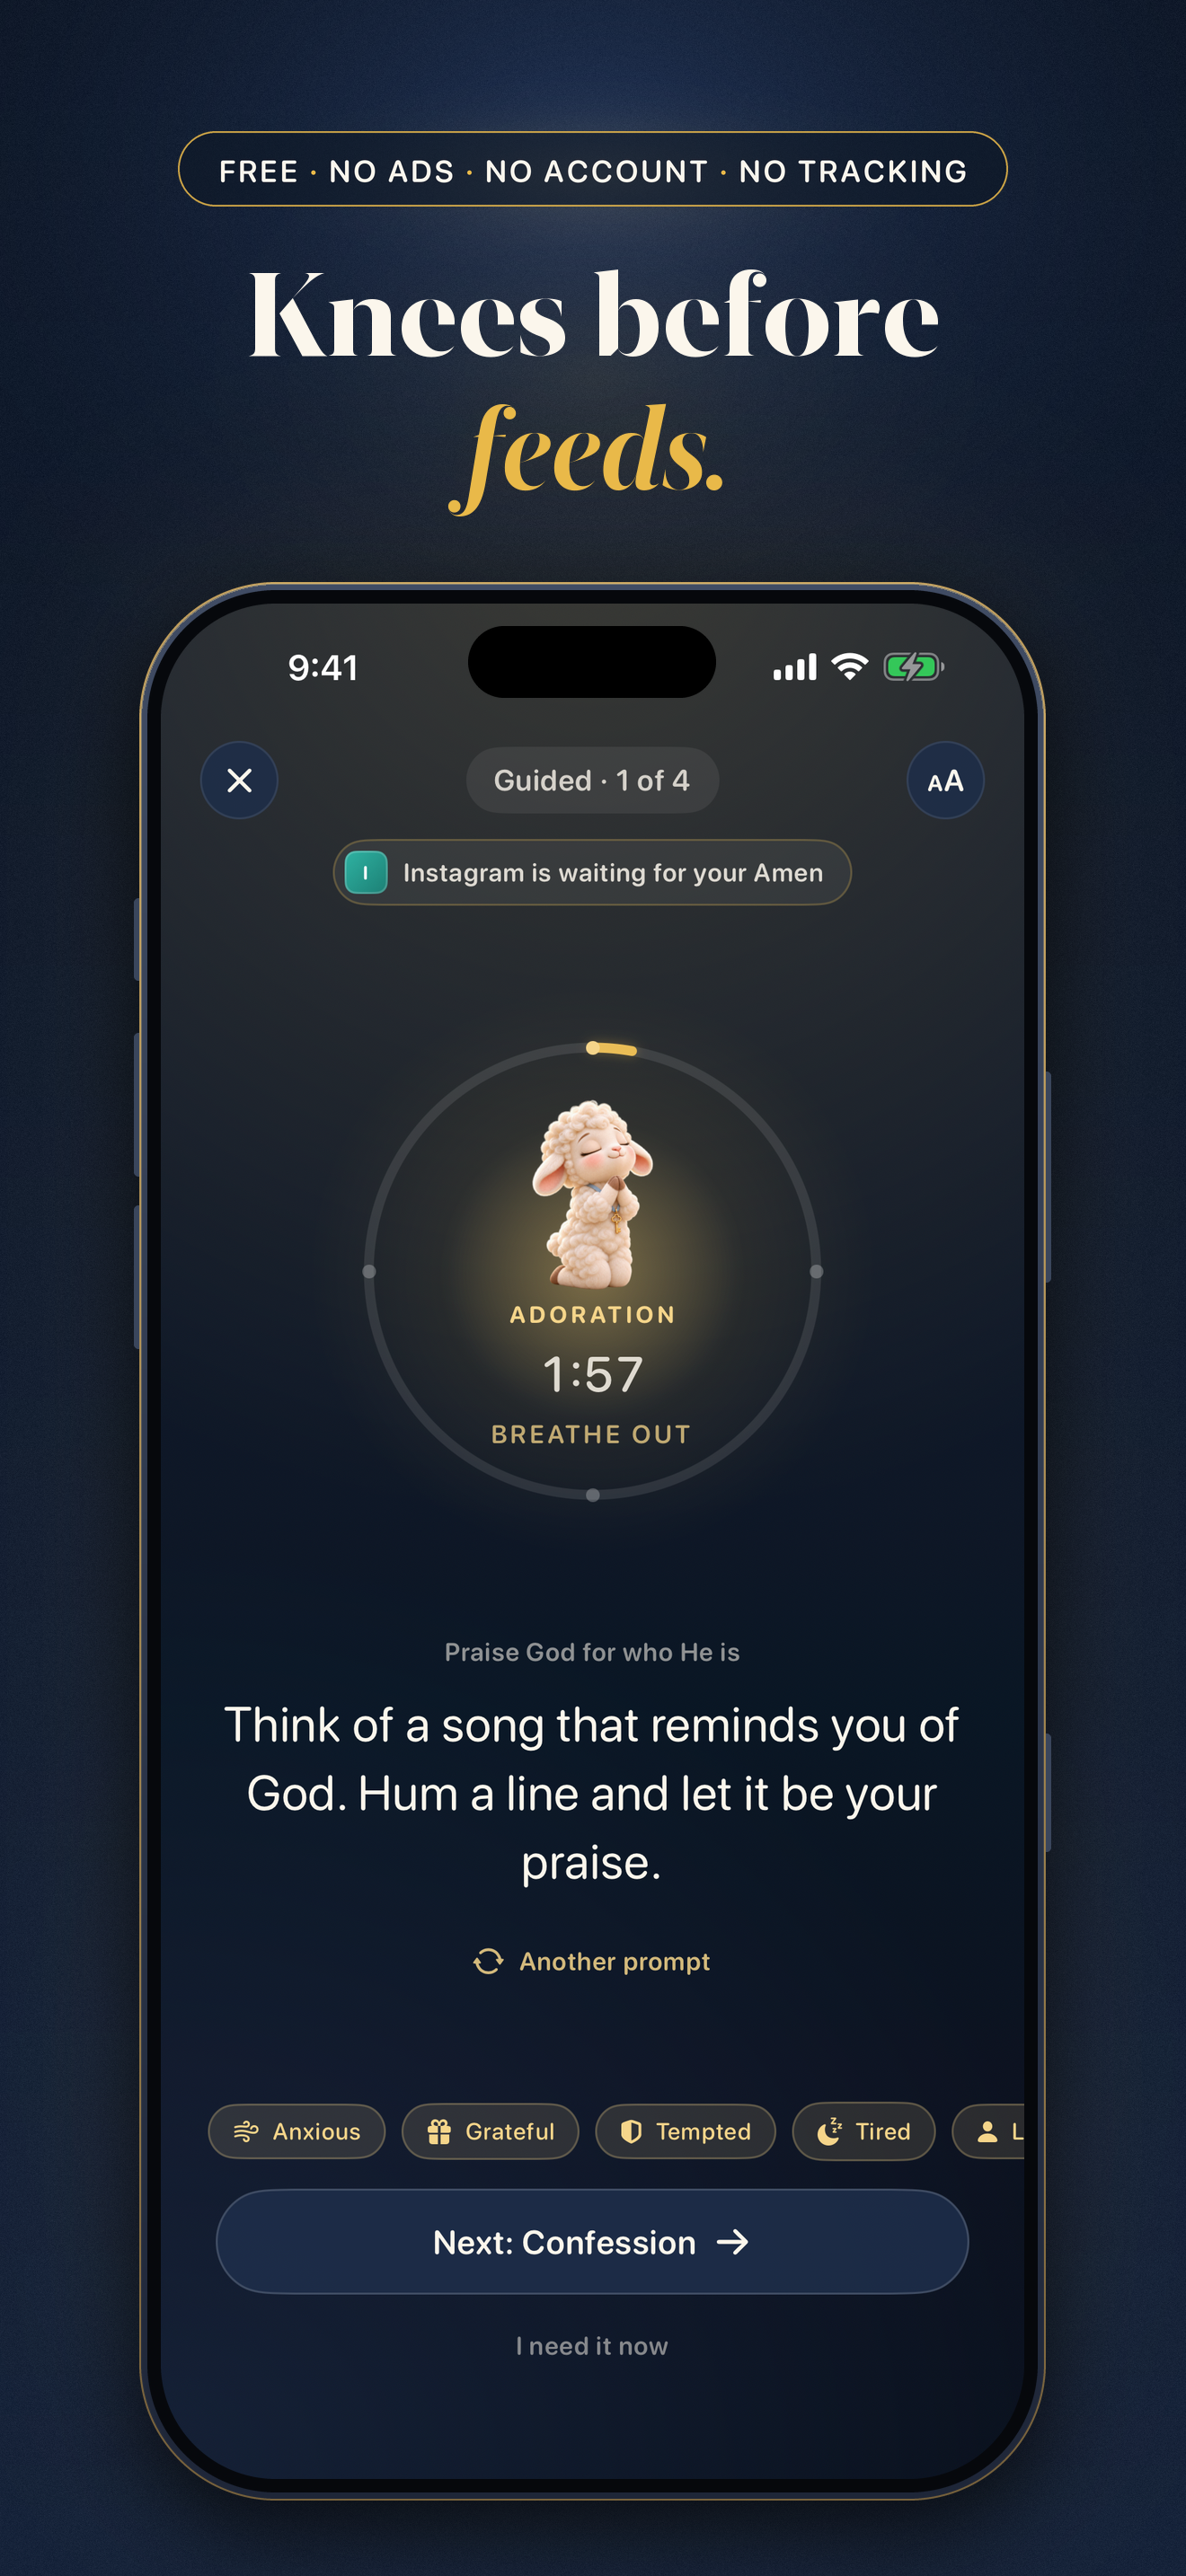 FREE · NO ADS · NO ACCOUNT · NO TRACKING
Knees before
feeds.
9:41
Guided · 1 of 4
AA
I Instagram is waiting for your Amen
ADORATION
1:57
BREATHE OUT
Praise God for who He is
Think of a song that reminds you of
God. Hum a line and let it be your
praise.
Another prompt
Anxious Grateful Tempted Tired L
Next: Confession →
I need it now